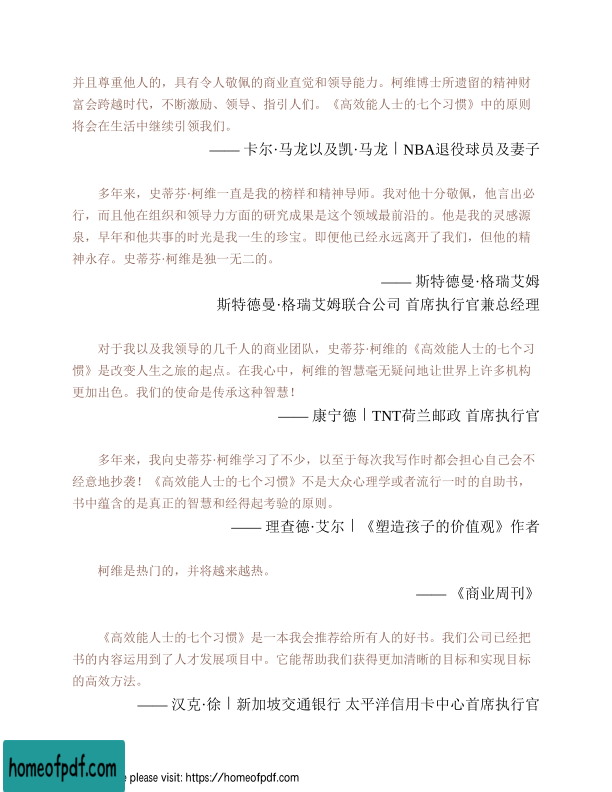 并且尊重他人的，具有令人敬佩的商业直觉和领导能力。柯维博士所遗留的精神财
富会跨越时代，不断激励、领导、指引人们。《高效能人士的七个习惯》中的原则
将会在生活中继续引领我们。
—— 卡尔·马龙以及凯·马龙｜NBA退役球员及妻子
多年来，史蒂芬·柯维一直是我的榜样和精神导师。我对他十分敬佩，他言出必
行，而且他在组织和领导力方面的研究成果是这个领域最前沿的。他是我的灵感源
泉，早年和他共事的时光是我一生的珍宝。即便他已经永远离开了我们，但他的精
神永存。史蒂芬·柯维是独一无二的。
—— 斯特德曼·格瑞艾姆
斯特德曼·格瑞艾姆联合公司 首席执行官兼总经理
对于我以及我领导的几千人的商业团队，史蒂芬·柯维的《高效能人士的七个习
惯》是改变人生之旅的起点。在我心中，柯维的智慧毫无疑问地让世界上许多机构
更加出色。我们的使命是传承这种智慧！
—— 康宁德｜TNT荷兰邮政 首席执行官
多年来，我向史蒂芬·柯维学习了不少，以至于每次我写作时都会担心自己会不
经意地抄袭！《高效能人士的七个习惯》不是大众心理学或者流行一时的自助书，
书中蕴含的是真正的智慧和经得起考验的原则。
—— 理查德·艾尔｜《塑造孩子的价值观》作者
柯维是热门的，并将越来越热。
—— 《商业周刊》
《高效能人士的七个习惯》是一本我会推荐给所有人的好书。我们公司已经把
书的内容运用到了人才发展项目中。它能帮助我们获得更加清晰的目标和实现目标
的高效方法。
—— 汉克·徐｜新加坡交通银行 太平洋信用卡中心首席执行官
homeofpdf.com
please visit: https://homeofpdf.com